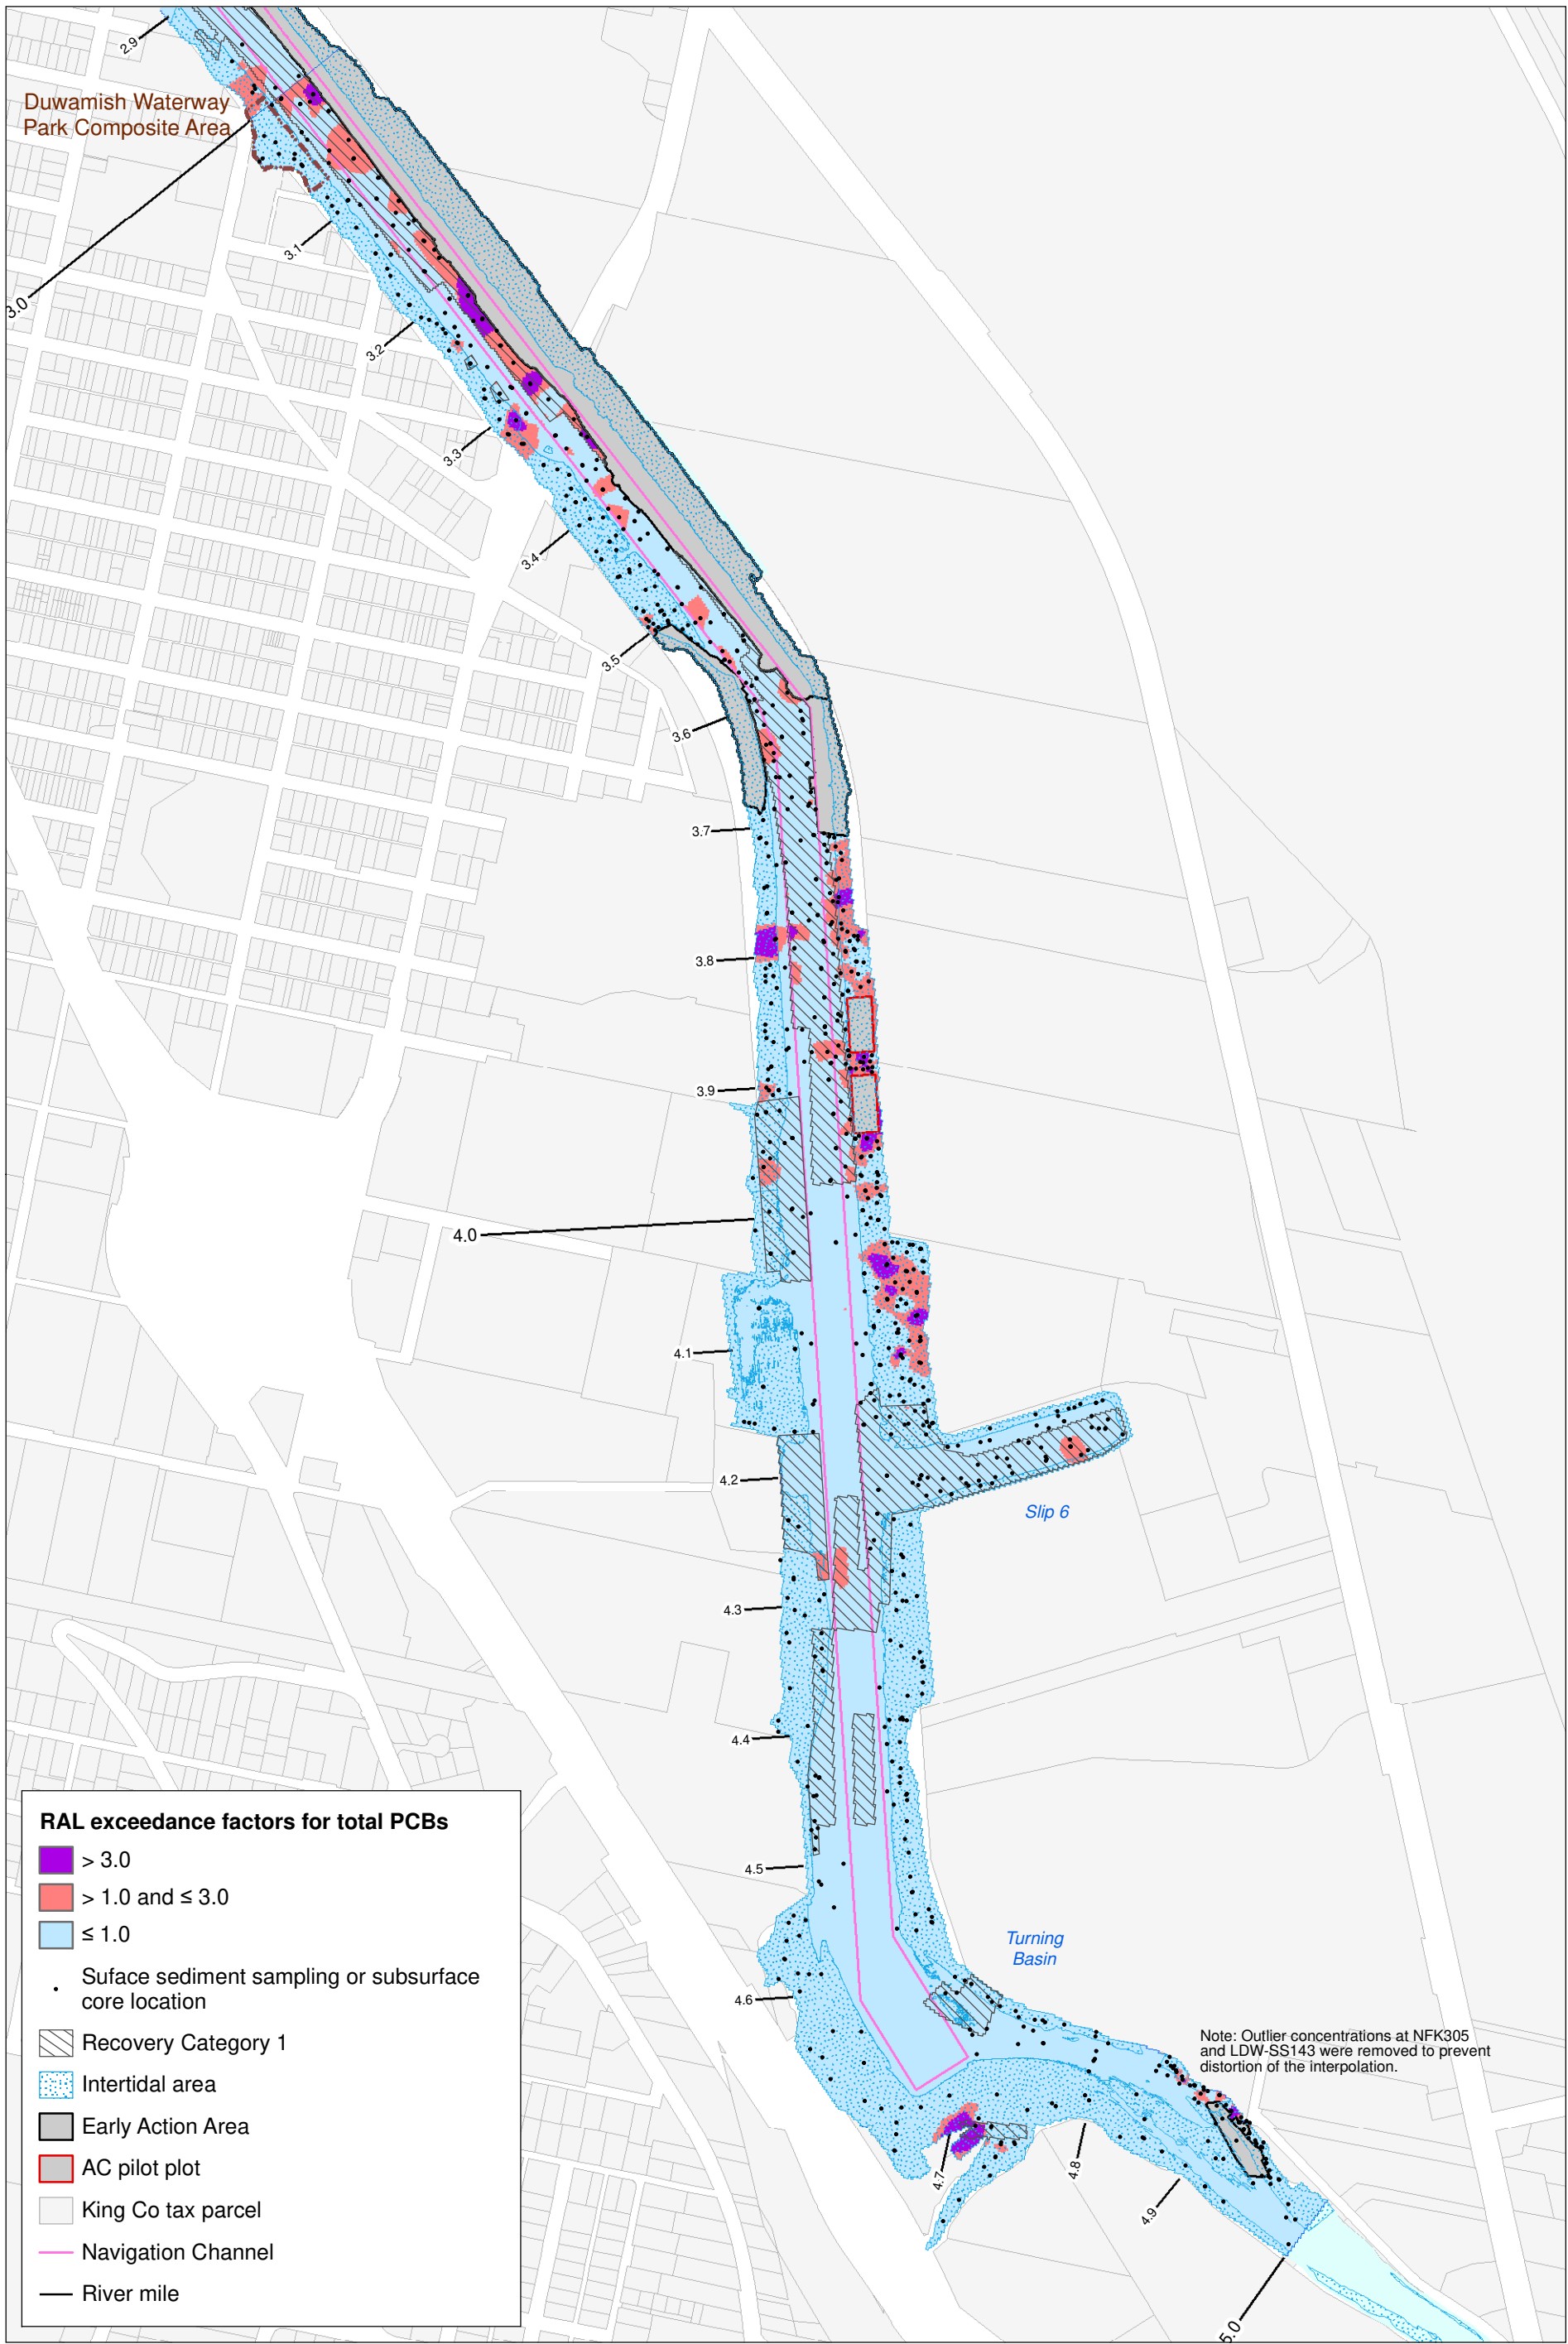 2.9
Duwamish Waterway
Park Composite Area
3.0
3.1
3.2
3.3
3.4
3.5
3.6
3.7
3.8
3.9
4.0
4.1
4.2
Slip 6
4.3
4.4
4.5
Turning
Basin
4.6
Note: Outlier concentrations at NFK305
and LDW-SS143 were removed to prevent
distortion of the interpolation.
4.7
4.8
4.9
5.0
RAL exceedance factors for total PCBs
> 3.0
> 1.0 and ≤ 3.0
≤ 1.0
Suface sediment sampling or subsurface
core location
Recovery Category 1
Intertidal area
Early Action Area
AC pilot plot
King Co tax parcel
Navigation Channel
River mile